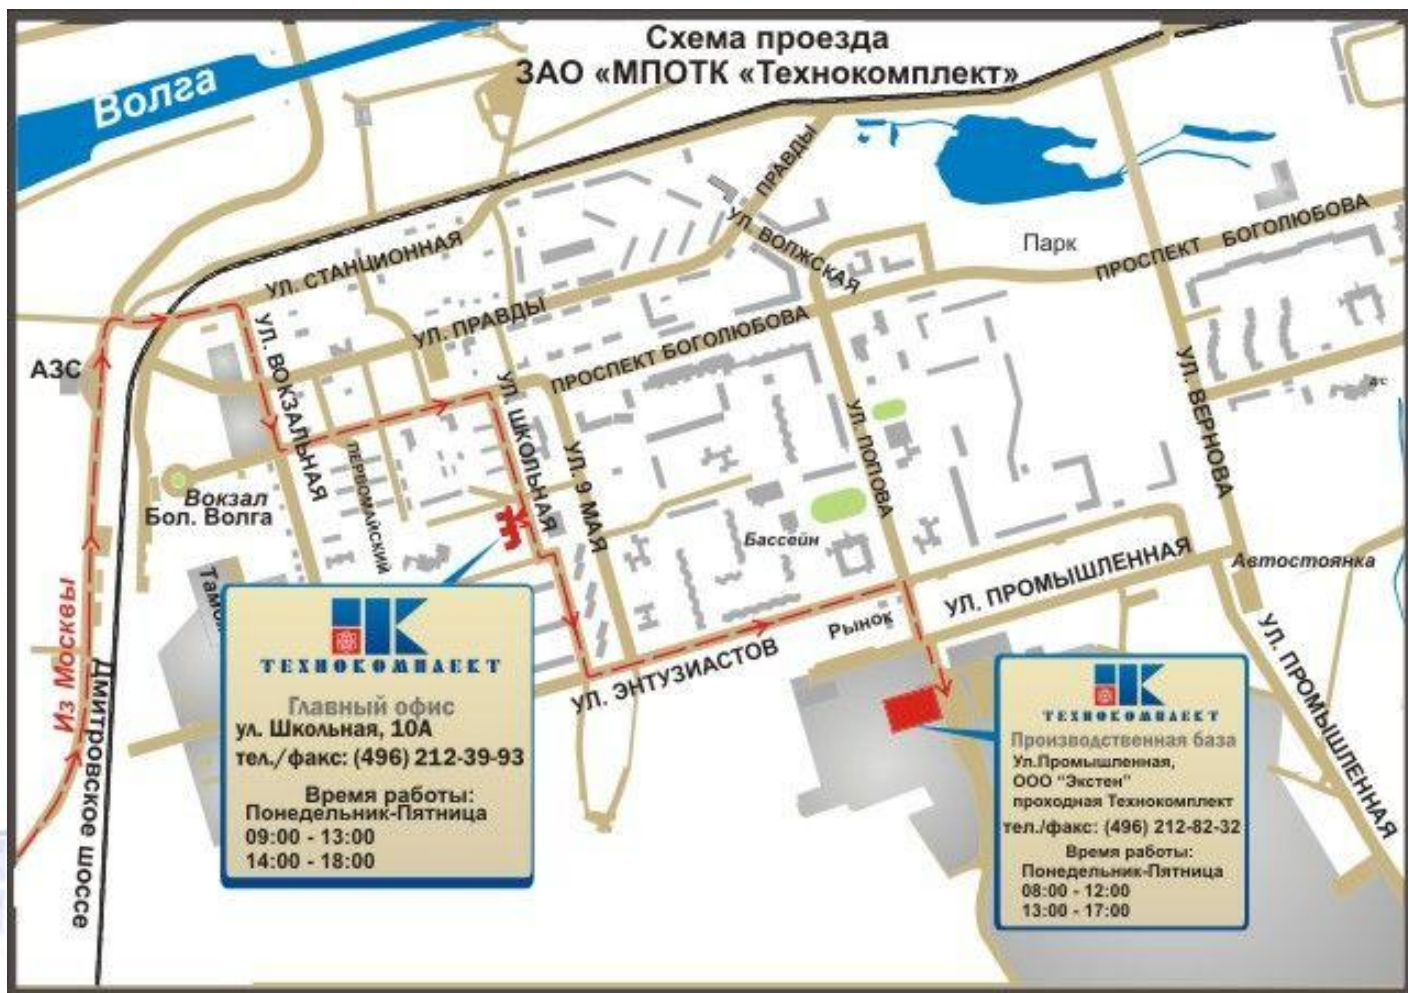 Схема проезда
ЗАО «МПОТК «Технокомплект»
Волга
ПРАВДЫ
УЛ. ВОЛЖСКАЯ
Парк
ПРОСПЕКТ БОГОЛЮБОВА
УЛ. СТАНЦИОННАЯ
УЛ. ПРАВДЫ
ПРОСПЕКТ БОГОЛЮБОВА
АЗС
УЛ. ВОКЗАЛЬНАЯ
УЛ. ШКОЛЬНАЯ
УЛ. 9 МАЯ
УЛ. ПОПОВА
УЛ. ВЕРНОВА
д/с
ПЕРВОМАЙСКИЙ
Вокзал
Бол. Волга
Бассейн
УЛ. ПРОМЫШЛЕННАЯ
Автостоянка
Рынок
УЛ. ЭНТУЗИАСТОВ
УЛ. ПРОМЫШЛЕННАЯ
Из Москвы
Дмитровское шоссе
ТЕХНОКОМПЛЕКТ
Главный офис
ул. Школьная, 10А
тел./факс: (496) 212-39-93
Время работы:
Понедельник-Пятница
09:00 - 13:00
14:00 - 18:00
ТЕХНОКОМПЛЕКТ
Производственная база
Ул.Промышленная,
ООО "Экстен"
проходная Технокомплект
тел./факс: (496) 212-82-32
Время работы:
Понедельник-Пятница
08:00 - 12:00
13:00 - 17:00